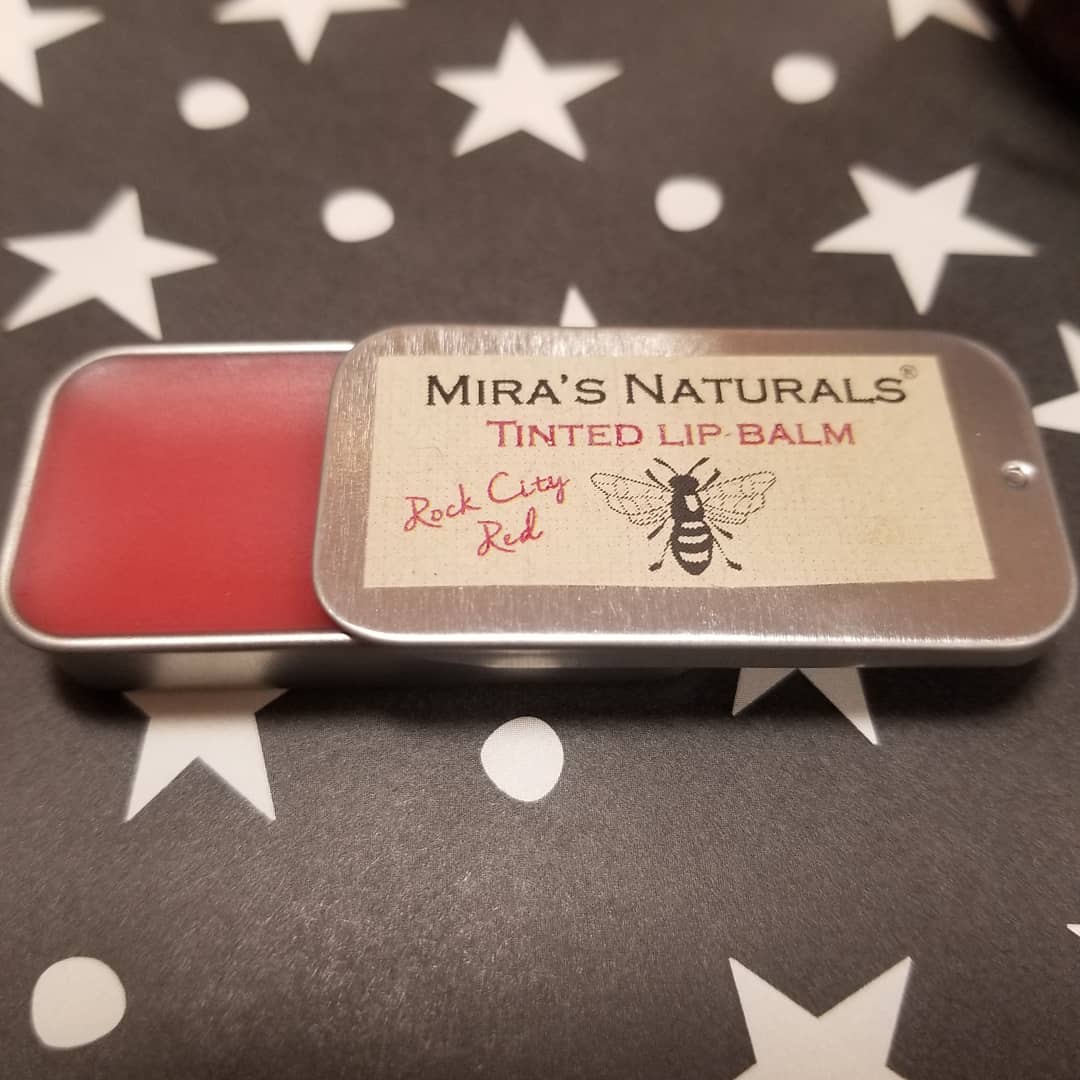 MIRA'S NATURALS®
TINTED LIP BALM
Rock City
Red